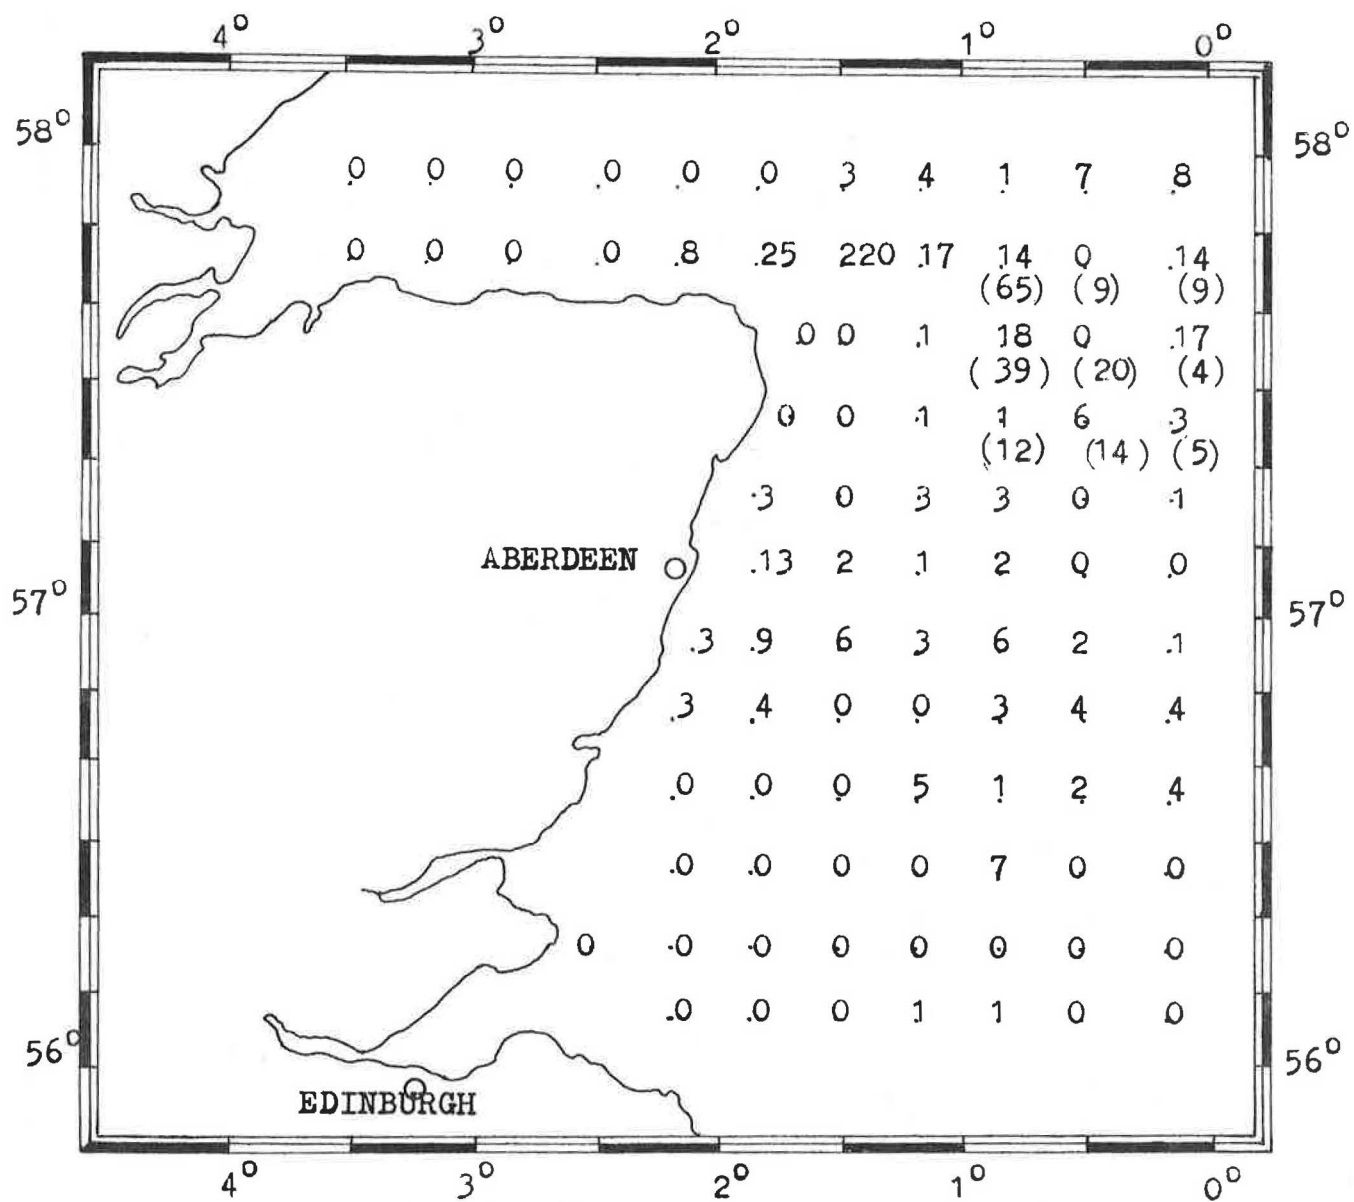 4° 3° 2° 1° 0°
58° 58°
.0 0 0 .0 .0 .0 3 4 1 7 .8
0 .0 0 .0 .8 .25 220 .17 14 0 .14
(65) (9) (9)
0 0 .1 18 0 .17
(39) (20) (4)
0 0 .1 1 6 .3
(12) (14) (5)
.3 0 3 3 0 .1
ABERDEEN .13 2 .1 2 0 .0
57° 57°
.3 .9 6 3 6 2 .1
.3 .4 0 0 3 4 .4
.0 .0 0 5 1 2 .4
.0 .0 0 0 7 0 .0
0 .0 .0 0 0 0 0 .0
.0 .0 0 1 1 0 .0
56° 56°
EDINBURGH
4° 3° 2° 1° 0°